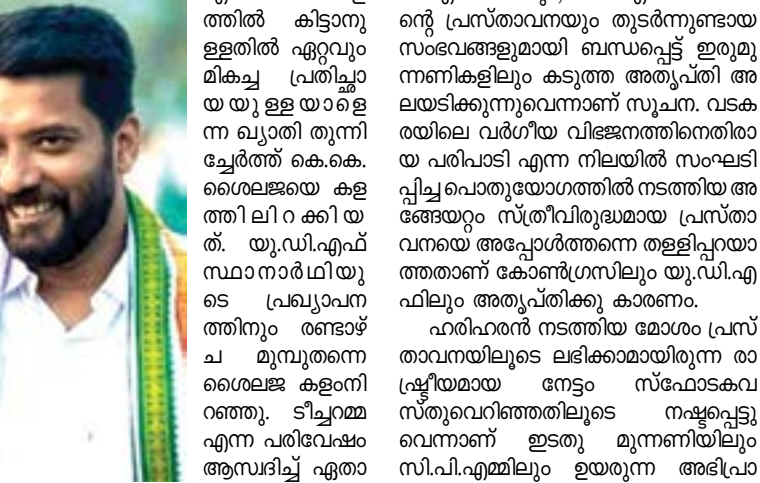 ത്തിൽ കിട്ടാനു
ള്ളതിൽ ഏറ്റവും
മികച്ച പ്രതിച്ഛാ
യയുള്ളയാളെ
ന്ന ഖ്യാതി തുന്നി
ച്ചേർത്ത് കെ.കെ.
ശൈലജയെ കള
ത്തിലിറക്കിയ
ത്. യു.ഡി.എഫ്
സ്ഥാനാർഥിയു
ടെ പ്രഖ്യാപന
ത്തിനും രണ്ടാഴ്
ച മുമ്പുതന്നെ
ശൈലജ കളംനി
റഞ്ഞു. ടീച്ചറമ്മ
എന്ന പരിവേഷം
ആസ്വദിച്ച് ഏതാ
ന്റെ പ്രസ്താവനയും തുടർന്നുണ്ടായ
സംഭവങ്ങളുമായി ബന്ധപ്പെട്ട് ഇരുമു
ന്നണികളിലും കടുത്ത അതൃപ്തി അ
ലയടിക്കുന്നുവെന്നാണ് സൂചന. വടക
രയിലെ വർഗീയ വിഭജനത്തിനെതിരാ
യ പരിപാടി എന്ന നിലയിൽ സംഘടി
പ്പിച്ച പൊതുയോഗത്തിൽ നടത്തിയ അ
ങ്ങേയറ്റം സ്ത്രീവിരുദ്ധമായ പ്രസ്താ
വനയെ അപ്പോൾത്തന്നെ തള്ളിപ്പറയാ
ത്തതാണ് കോൺഗ്രസിലും യു.ഡി.എ
ഫിലും അതൃപ്തിക്കു കാരണം.
ഹരിഹരൻ നടത്തിയ മോശം പ്രസ്
താവനയിലൂടെ ലഭിക്കാമായിരുന്ന രാ
ഷ്ട്രീയമായ നേട്ടം സ്ഫോടകവ
സ്തുവെറിഞ്ഞതിലൂടെ നഷ്ടപ്പെട്ടു
വെന്നാണ് ഇടതു മുന്നണിയിലും
സി.പി.എമ്മിലും ഉയരുന്ന അഭിപ്രാ